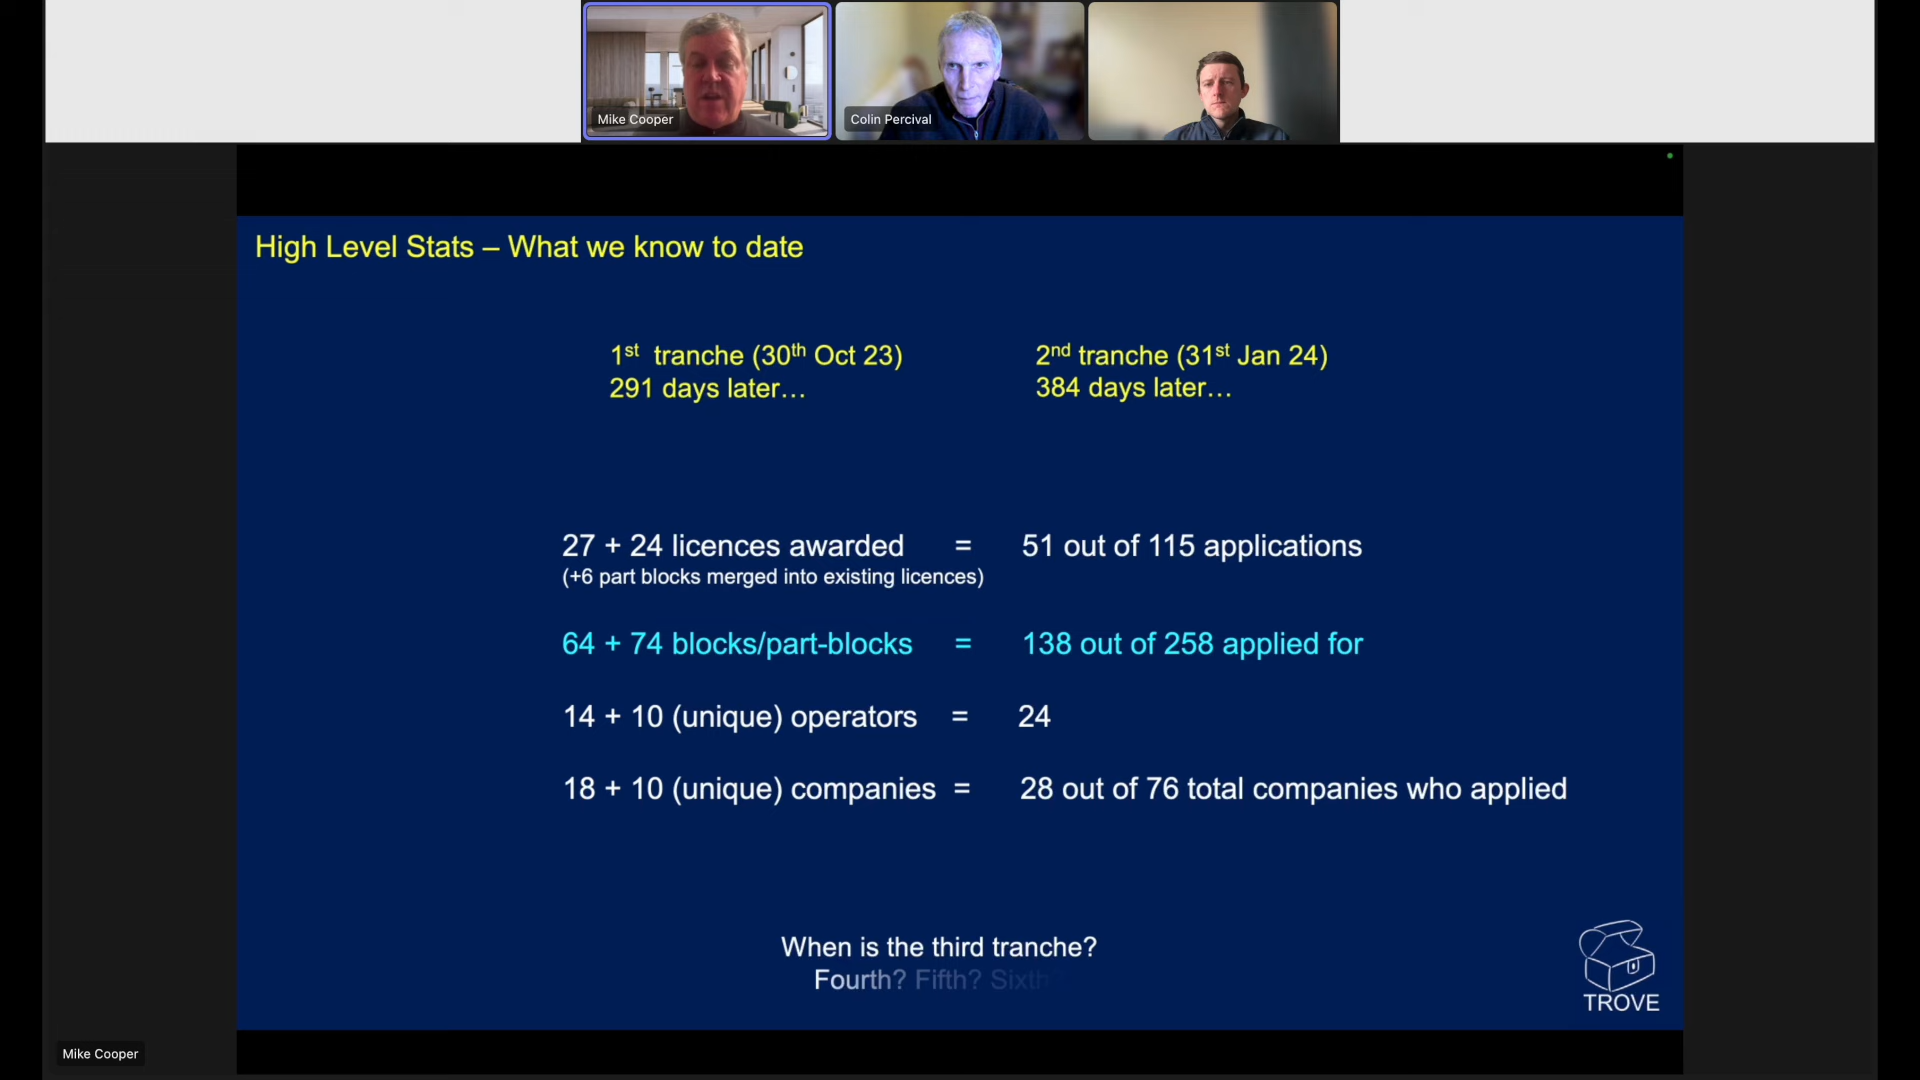 Mike Cooper
Colin Percival
High Level Stats – What we know to date
1st tranche (30th Oct 23)
291 days later...
2nd tranche (31st Jan 24)
384 days later...
27 + 24 licences awarded = 51 out of 115 applications
(+6 part blocks merged into existing licences)
64 + 74 blocks/part-blocks = 138 out of 258 applied for
14 + 10 (unique) operators = 24
18 + 10 (unique) companies = 28 out of 76 total companies who applied
When is the third tranche?
Fourth? Fifth? Sixth
TROVE
Mike Cooper